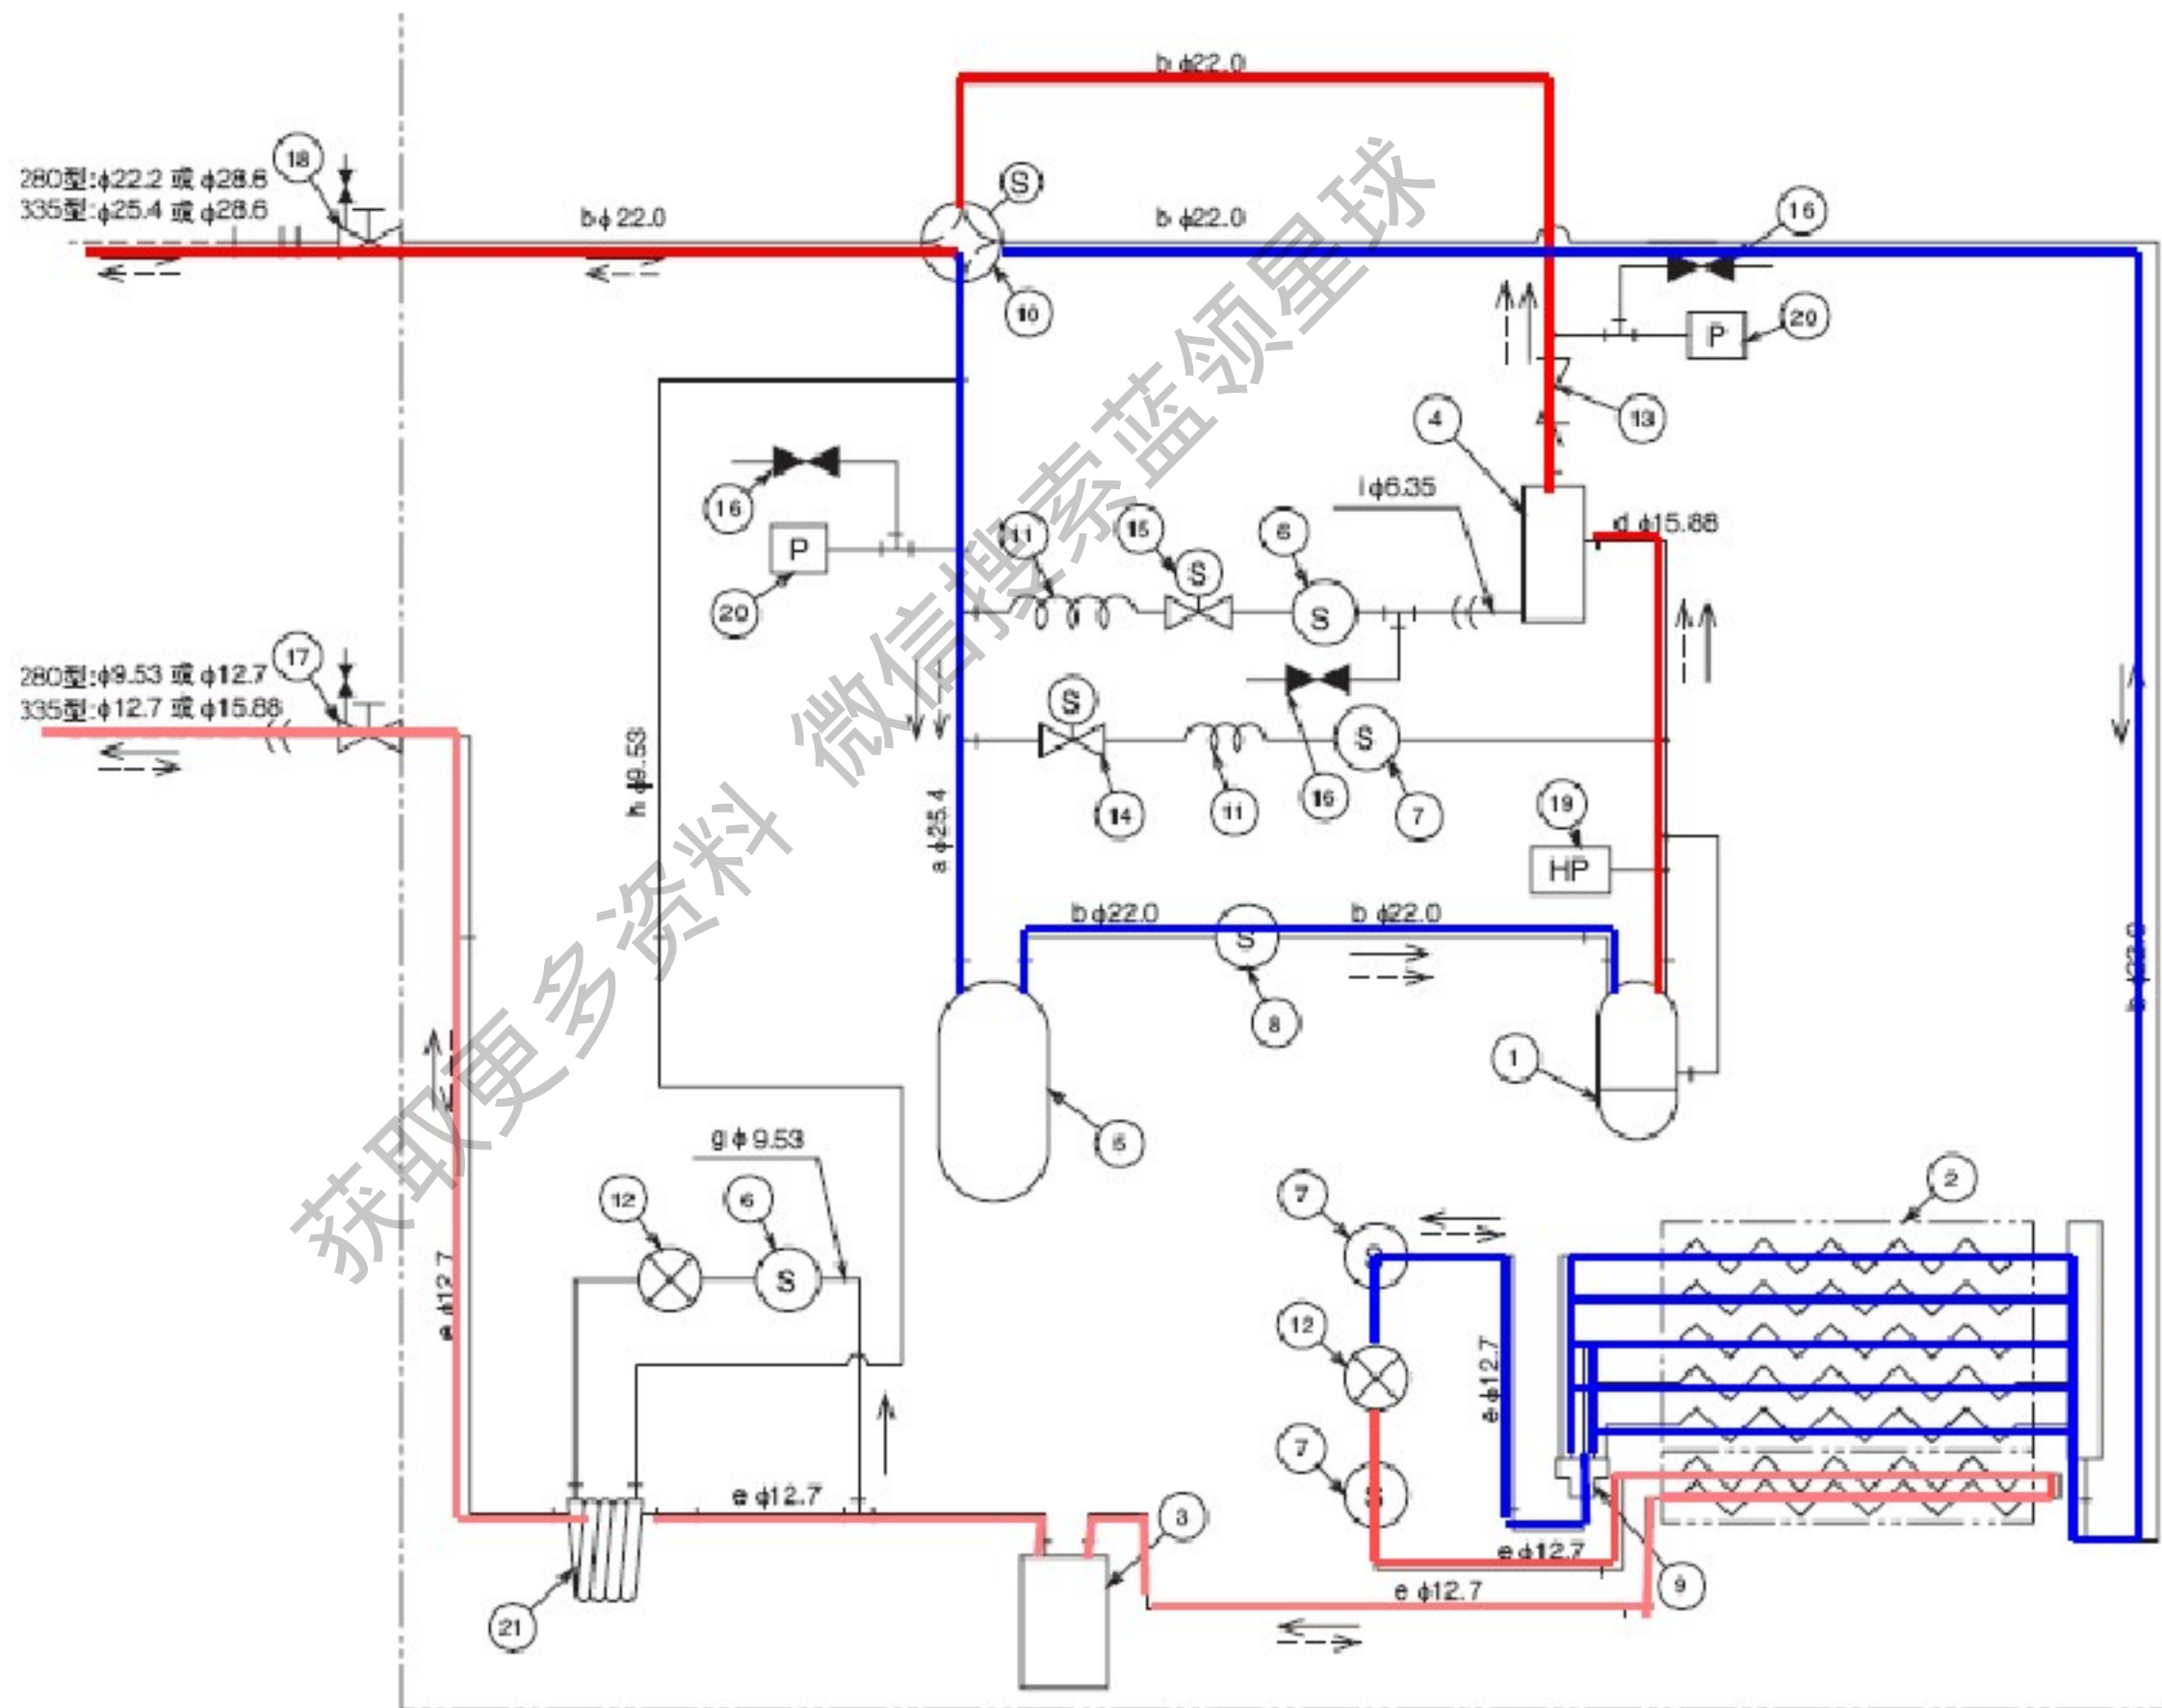 b ϕ22.0
18
S
16
280型:ϕ22.2 或 ϕ28.6
335型:ϕ25.4 或 ϕ28.6
b ϕ22.0
b ϕ22.0
10
P
20
4
13
16
i ϕ6.35
11
15
6
d ϕ15.88
P
S
20
S
17
280型:ϕ9.53 或 ϕ12.7
335型:ϕ12.7 或 ϕ15.88
S
S
h ϕ9.53
a ϕ25.4
14
11
16
7
19
HP
b ϕ22.0
b ϕ22.0
S
8
1
5
g ϕ9.53
12
6
S
7
2
12
e ϕ12.7
e ϕ12.7
7
e ϕ12.7
3
e ϕ12.7
e ϕ12.7
9
21
获取更多资料 微信搜索蓝领星球